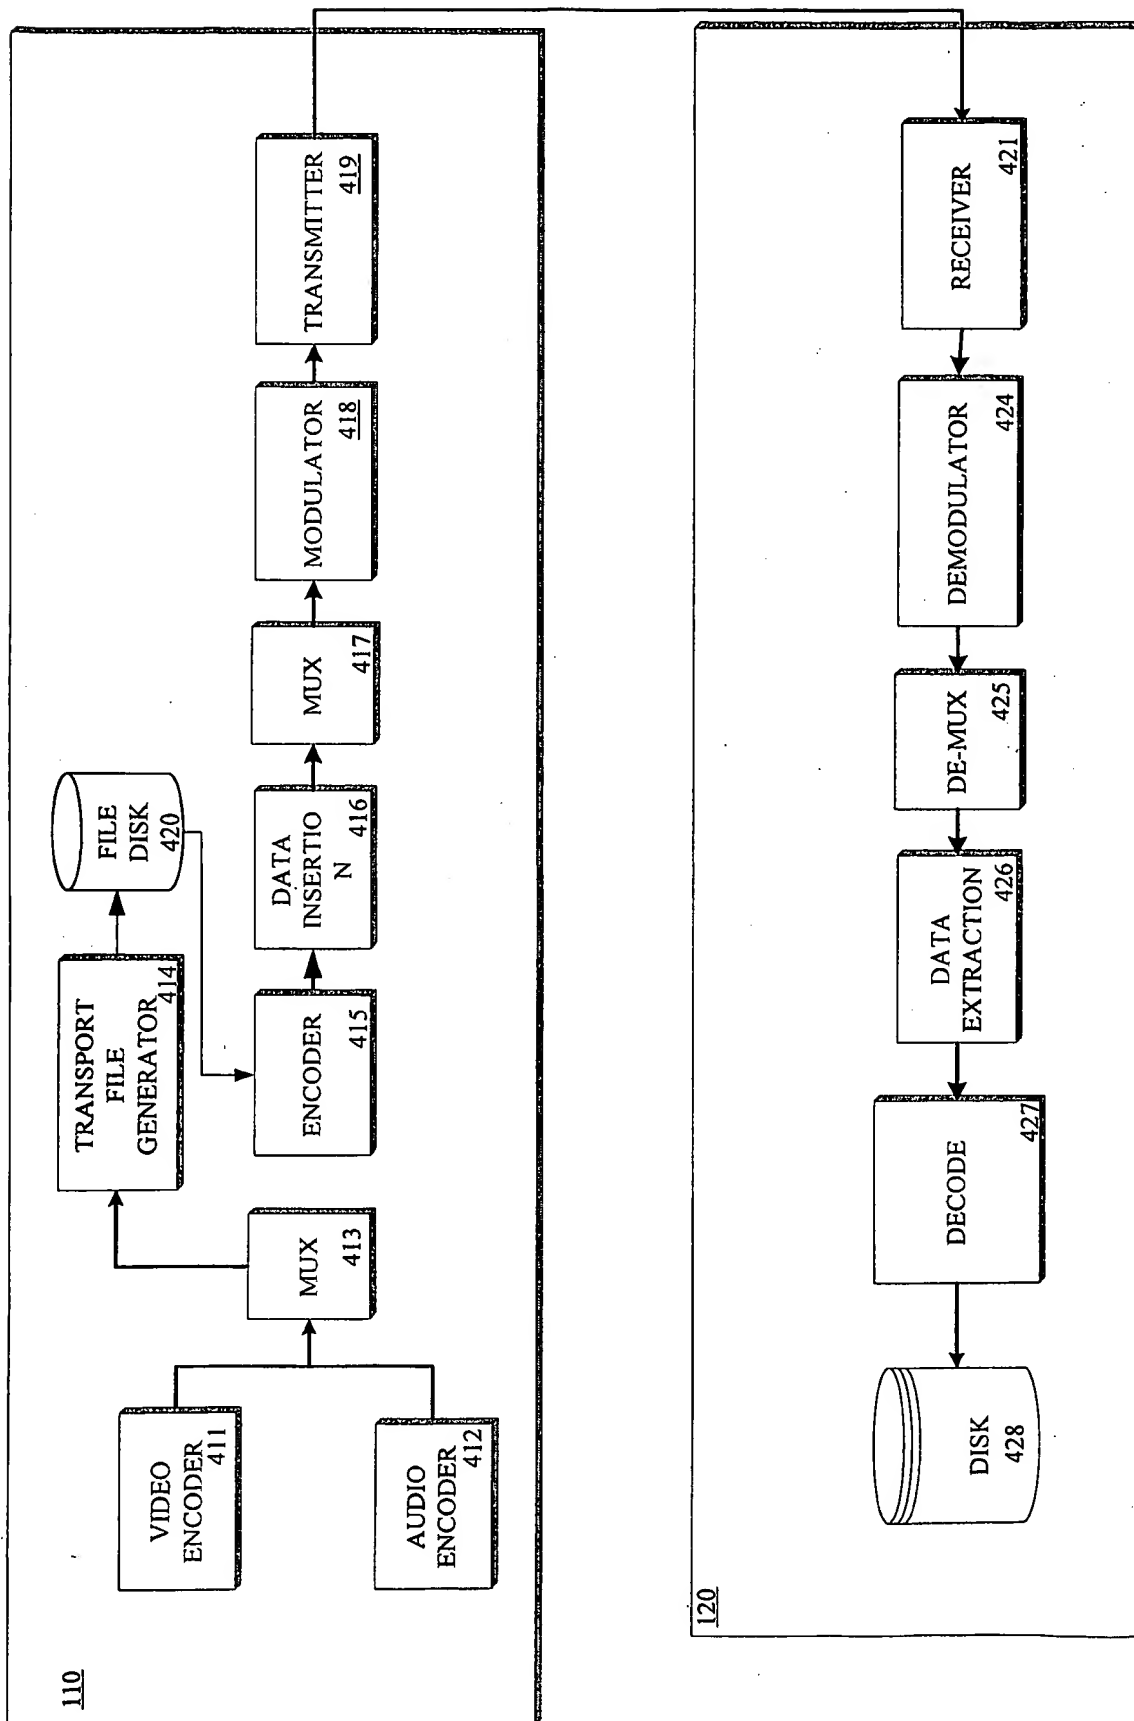 110
VIDEO
ENCODER
411
AUDIO
ENCODER
412
MUX
413
TRANSPORT
FILE
GENERATOR
414
FILE
DISK
420
ENCODER
415
DATA
INSERTIO
N
416
MUX
417
MODULATOR
418
TRANSMITTER
419
120
RECEIVER
421
DEMODULATOR
424
DE-MUX
425
DATA
EXTRACTION
426
DECODE
427
DISK
428